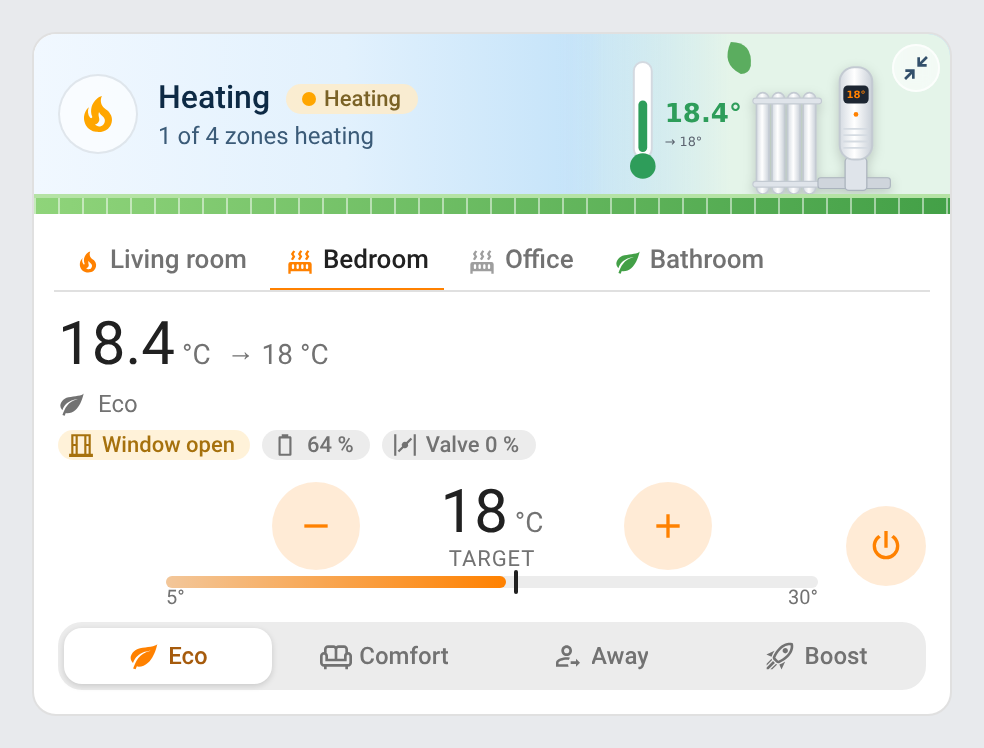 Heating
Heating
1 of 4 zones heating
18.4°
→ 18°
18°
Living room
Bedroom
Office
Bathroom
18.4 °C → 18 °C
Eco
Window open
64 %
Valve 0 %
18 °C
TARGET
5°
30°
Eco
Comfort
Away
Boost